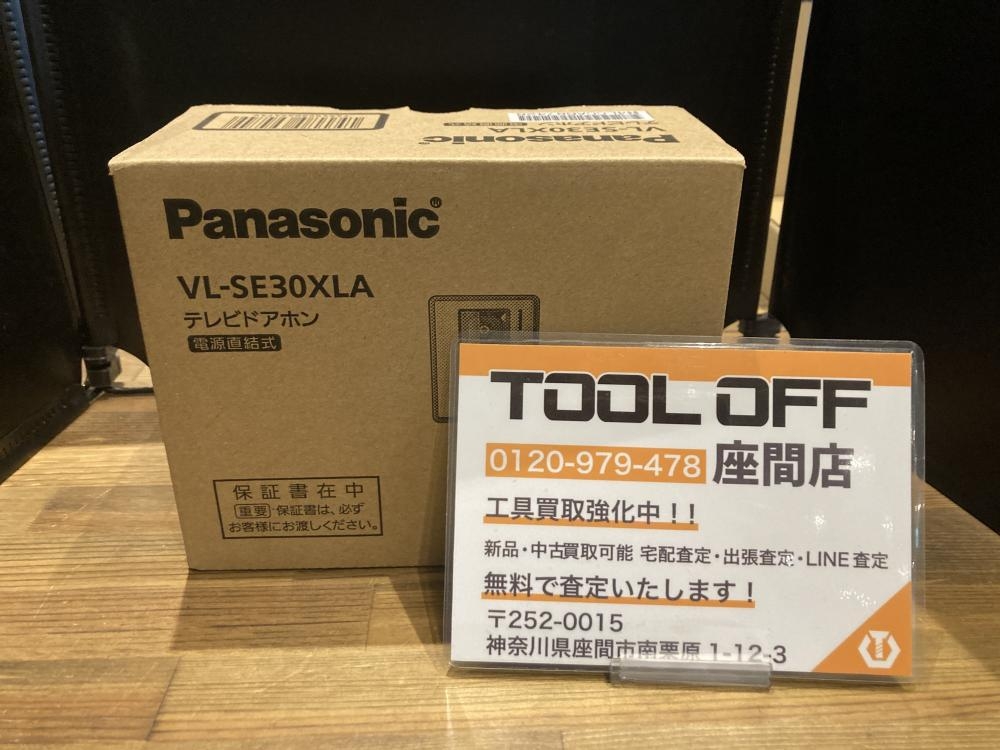 Panasonic
VL-SE30XLA
Panasonic®
VL-SE30XLA
テレビドアホン
電源直結式
保証書在中
重要 保証書は、必ず
お客様にお渡しください。
TOOL OFF
0120-979-478 座間店
工具買取強化中!!
新品・中古買取可能 宅配査定・出張査定・LINE査定
無料で査定いたします!
〒252-0015
神奈川県座間市南栗原 1-12-3